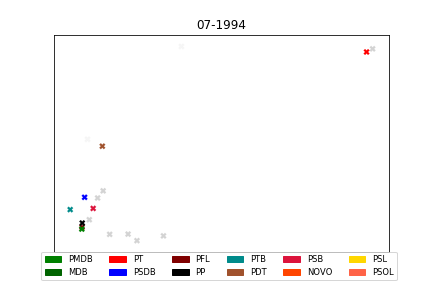 07-1994
PMDB PT PFL PTB PSB PSL
MDB PSDB PP PDT NOVO PSOL